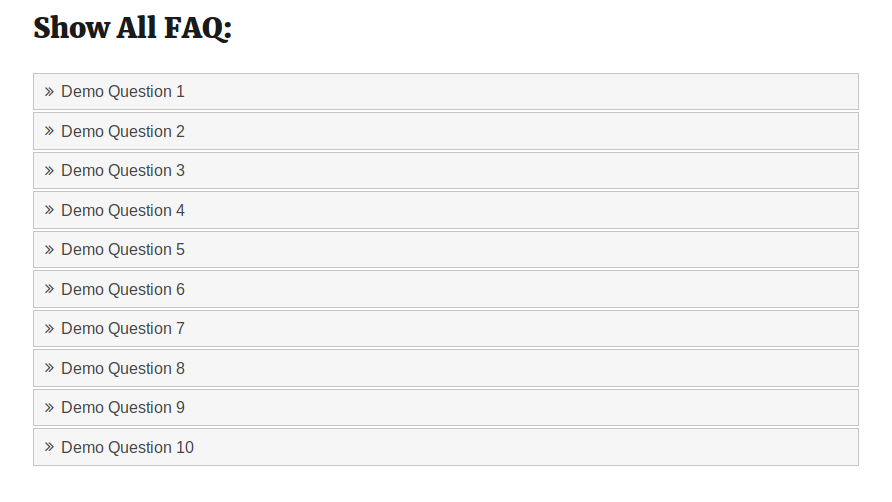 Show All FAQ:
» Demo Question 1
» Demo Question 2
» Demo Question 3
» Demo Question 4
» Demo Question 5
» Demo Question 6
» Demo Question 7
» Demo Question 8
» Demo Question 9
» Demo Question 10